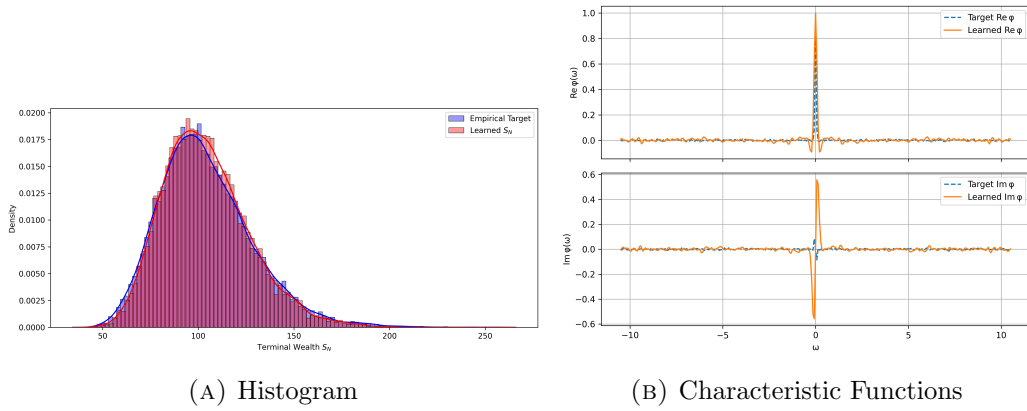 Empirical Target
Learned S_N
Density
0.0200
0.0175
0.0150
0.0125
0.0100
0.0075
0.0050
0.0025
0.0000
50
100
150
200
250
Terminal Wealth S_N
(A) Histogram
Target Re φ
Learned Re φ
Re φ(ω)
1.0
0.8
0.6
0.4
0.2
0.0
Target Im φ
Learned Im φ
Im φ(ω)
0.6
0.4
0.2
0.0
−0.2
−0.4
−0.6
−10
−5
0
5
10
ω
(B) Characteristic Functions